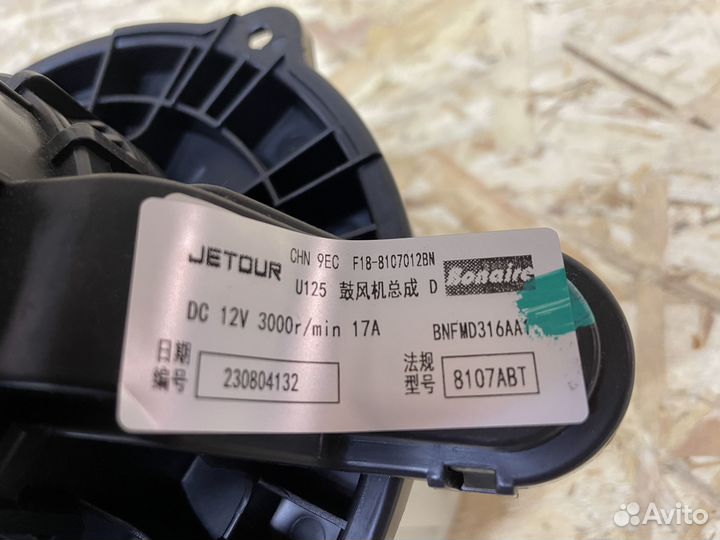 JETOUR CHN 9EC F18-8107012BN
U125 鼓风机总成 D Bonaire
DC 12V 3000r/min 17A BNFMD316AA
日期 编号 230804132
法规 型号 8107ABT
Avito